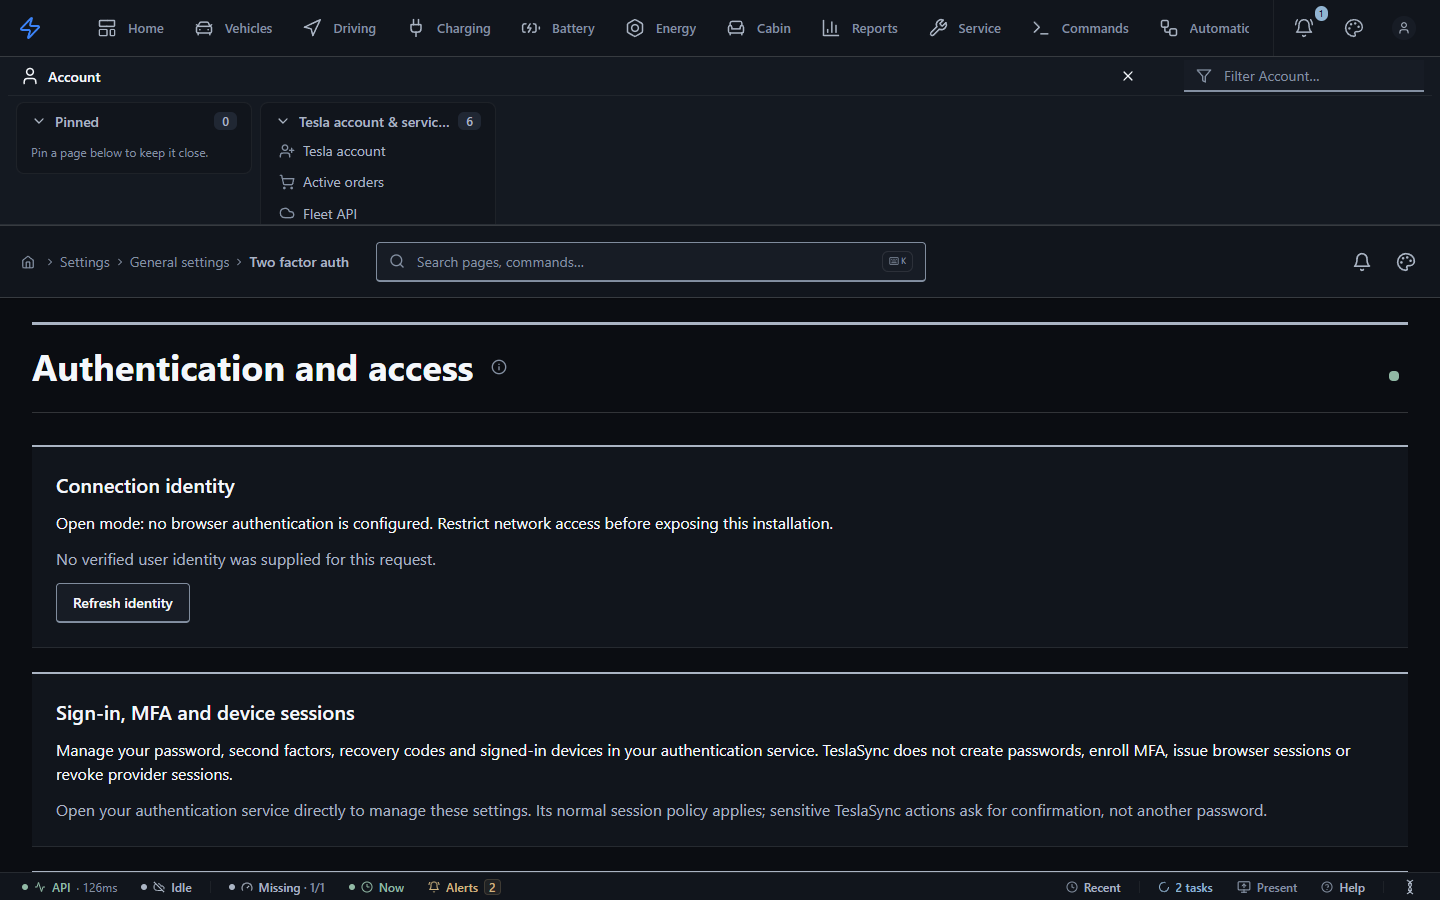 Home
Vehicles
Driving
Charging
Battery
Energy
Cabin
Reports
Service
Commands
Automatic
1
Account
Filter Account...
Pinned
0
Pin a page below to keep it close.
Tesla account & servic...
6
Tesla account
Active orders
Fleet API
Settings
General settings
Two factor auth
Search pages, commands...
K
Authentication and access
Connection identity
Open mode: no browser authentication is configured. Restrict network access before exposing this installation.
No verified user identity was supplied for this request.
Refresh identity
Sign-in, MFA and device sessions
Manage your password, second factors, recovery codes and signed-in devices in your authentication service. TeslaSync does not create passwords, enroll MFA, issue browser sessions or
revoke provider sessions.
Open your authentication service directly to manage these settings. Its normal session policy applies; sensitive TeslaSync actions ask for confirmation, not another password.
API · 126ms
Idle
Missing · 1/1
Now
Alerts 2
Recent
2 tasks
Present
Help